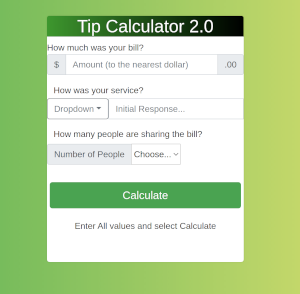 Tip Calculator 2.0
How much was your bill?
$ Amount (to the nearest dollar) .00
How was your service?
Dropdown Initial Response...
How many people are sharing the bill?
Number of People Choose...
Calculate
Enter All values and select Calculate